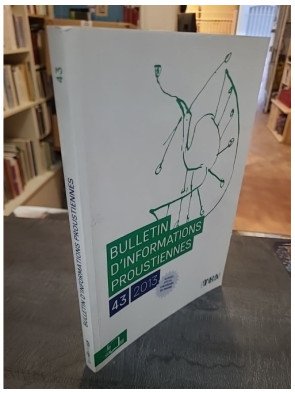 43
BULLETIN D'INFORMATIONS PROUSTIENNES
BULLETIN
D'INFORMATIONS
PROUSTIENNES
43
2013